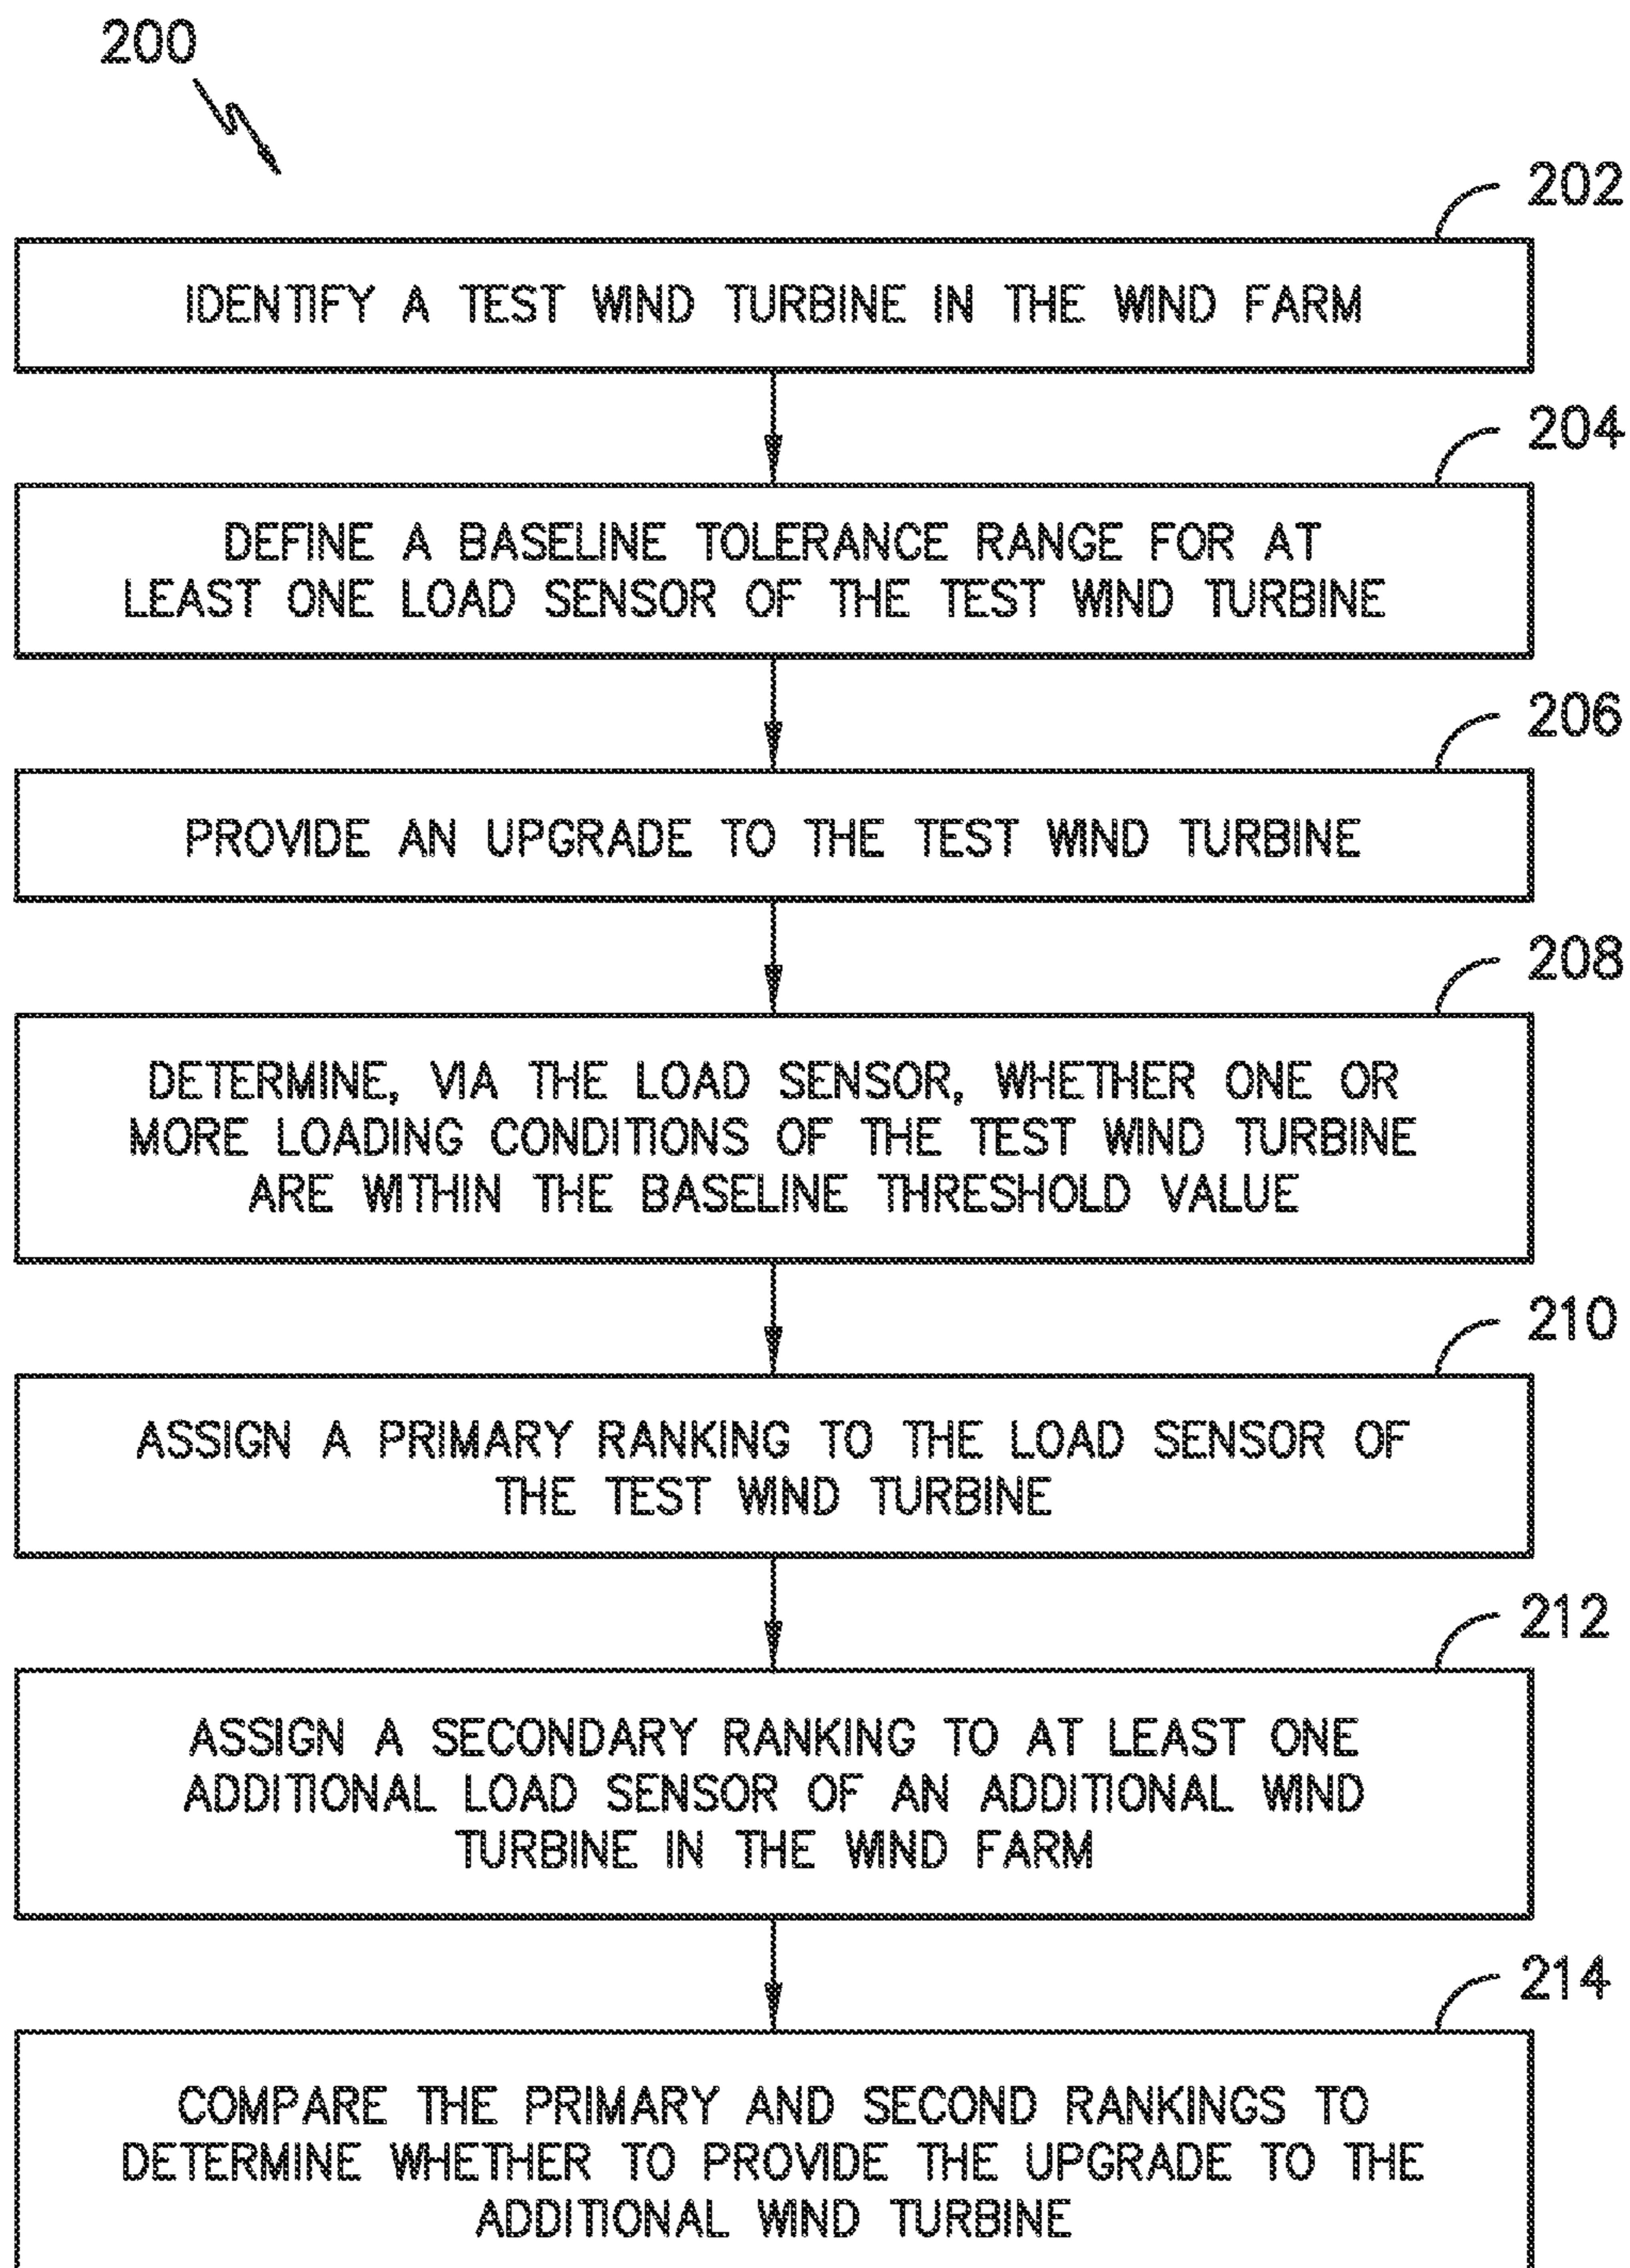 200
202
IDENTIFY A TEST WIND TURBINE IN THE WIND FARM
204
DEFINE A BASELINE TOLERANCE RANGE FOR AT
LEAST ONE LOAD SENSOR OF THE TEST WIND TURBINE
206
PROVIDE AN UPGRADE TO THE TEST WIND TURBINE
208
DETERMINE, VIA THE LOAD SENSOR, WHETHER ONE OR
MORE LOADING CONDITIONS OF THE TEST WIND TURBINE
ARE WITHIN THE BASELINE THRESHOLD VALUE
210
ASSIGN A PRIMARY RANKING TO THE LOAD SENSOR OF
THE TEST WIND TURBINE
212
ASSIGN A SECONDARY RANKING TO AT LEAST ONE
ADDITIONAL LOAD SENSOR OF AN ADDITIONAL WIND
TURBINE IN THE WIND FARM
214
COMPARE THE PRIMARY AND SECOND RANKINGS TO
DETERMINE WHETHER TO PROVIDE THE UPGRADE TO THE
ADDITIONAL WIND TURBINE